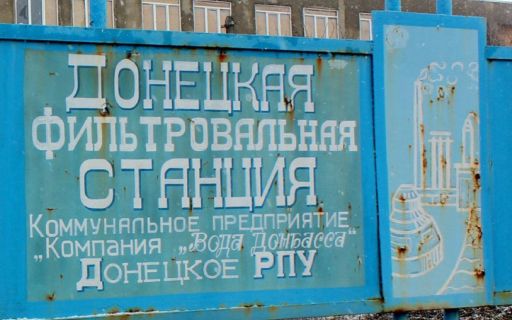 ДОНЕЦКАЯ
ФИЛЬТРОВАЛЬНАЯ
СТАНЦИЯ
КОММУНАЛЬНОЕ ПРЕДПРИЯТИЕ
„КОМПАНИЯ „Вода Донбасса“
ДОНЕЦКОЕ РПУ